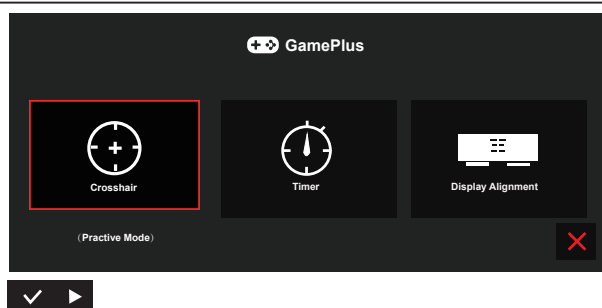 GamePlus
Crosshair
Timer
Display Alignment
（Practive Mode）